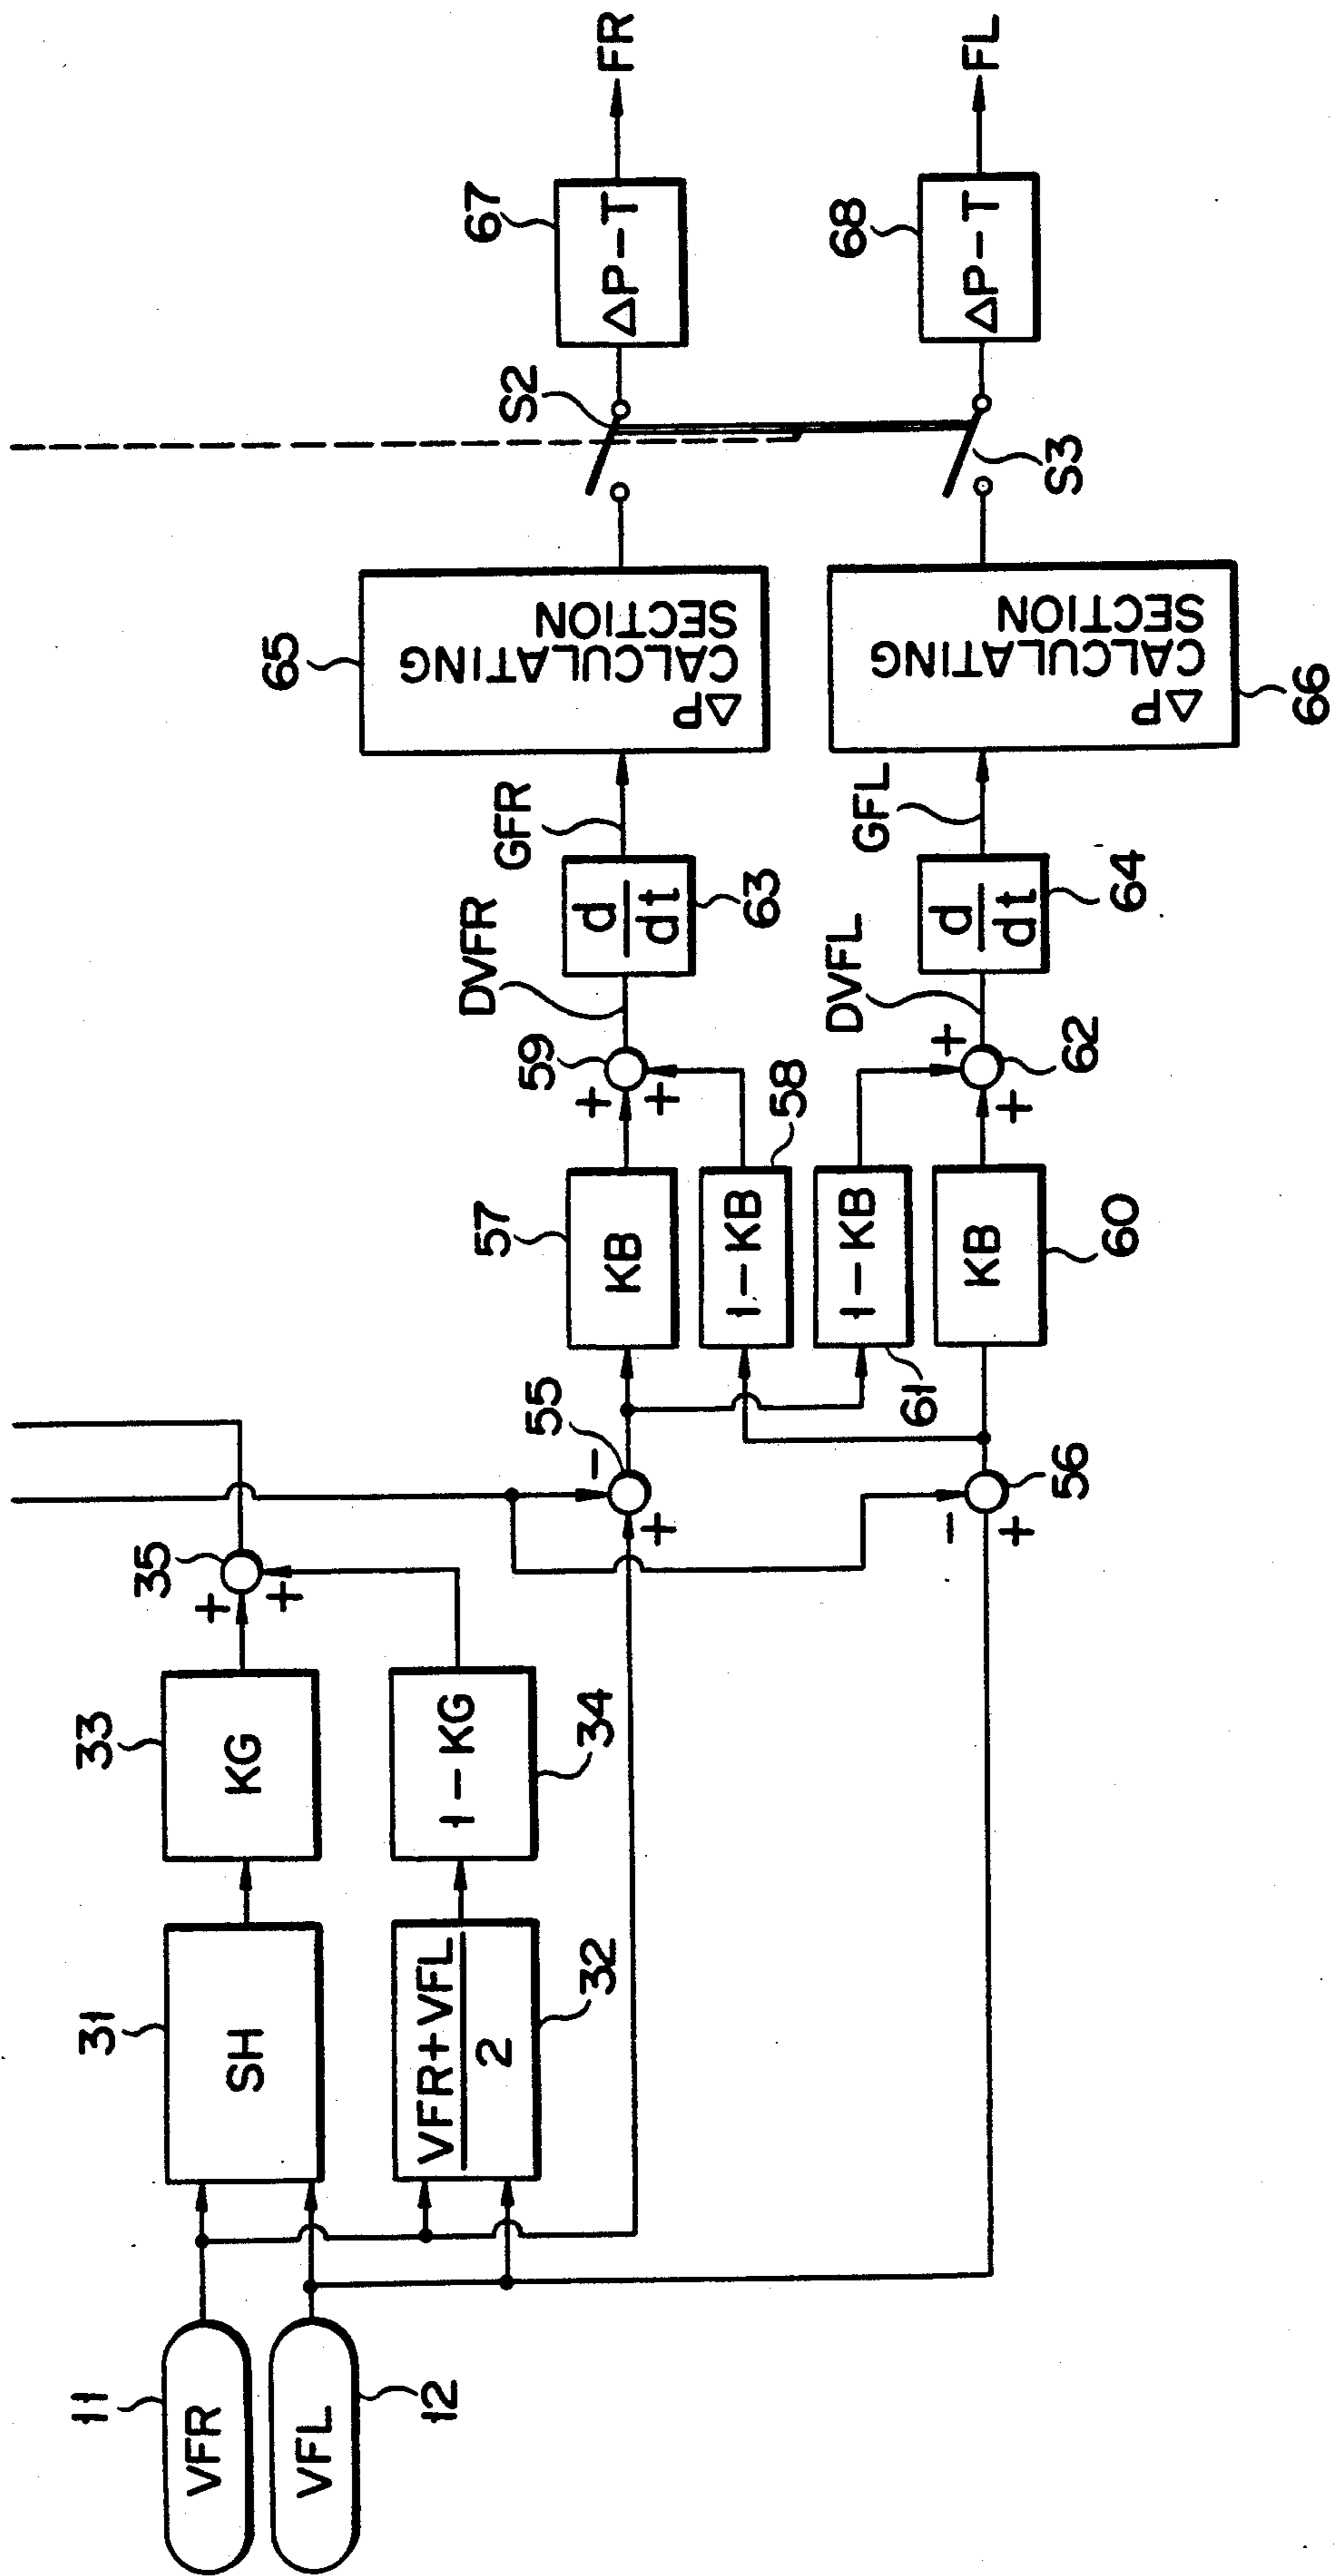 11
VFR
VFL
12
31
SH
VFR+VFL
2
32
33
KG
1-KG
34
35
+
+
55
-
+
56
-
+
57
KB
1-KB
58
1-KB
61
KB
60
59
+
+
62
+
+
DVFR
DVFL
d
dt
63
d
dt
64
GFR
GFL
65
ΔP
CALCULATING
SECTION
ΔP
CALCULATING
SECTION
66
S2
S3
67
ΔP-T
68
ΔP-T
FR
FL